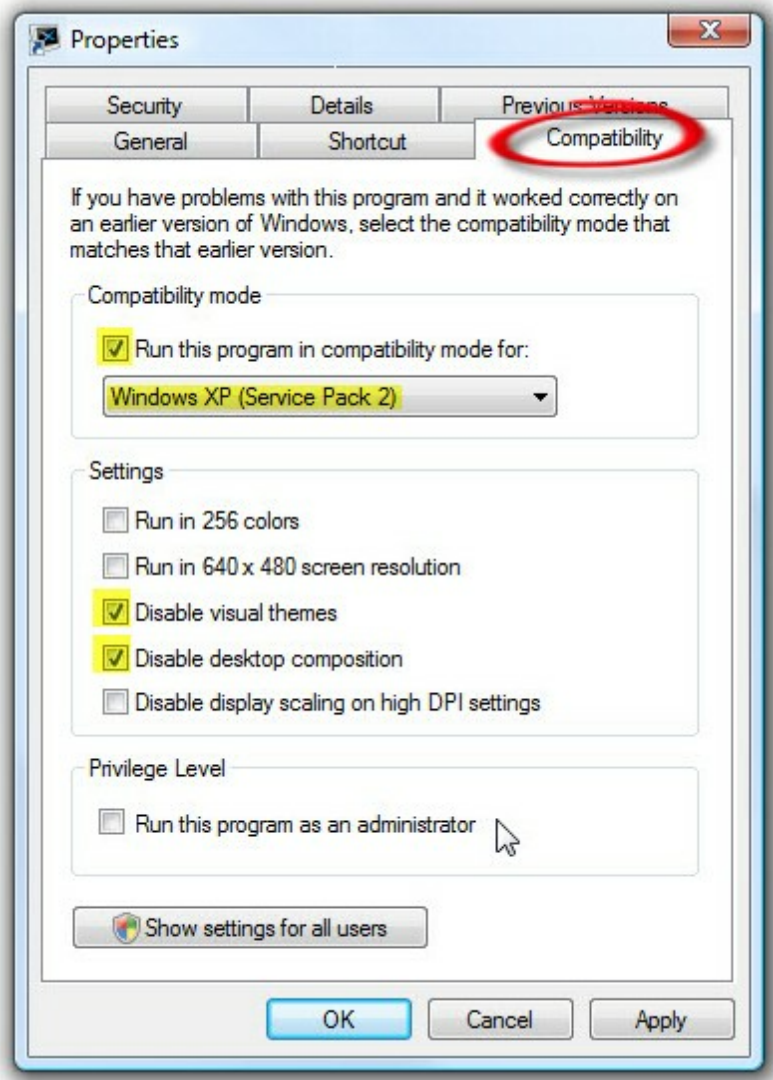 Properties
Security Details Previous Versions
General Shortcut Compatibility
If you have problems with this program and it worked correctly on
an earlier version of Windows, select the compatibility mode that
matches that earlier version.
Compatibility mode
Run this program in compatibility mode for:
Windows XP (Service Pack 2)
Settings
Run in 256 colors
Run in 640 x 480 screen resolution
Disable visual themes
Disable desktop composition
Disable display scaling on high DPI settings
Privilege Level
Run this program as an administrator
Show settings for all users
OK Cancel Apply